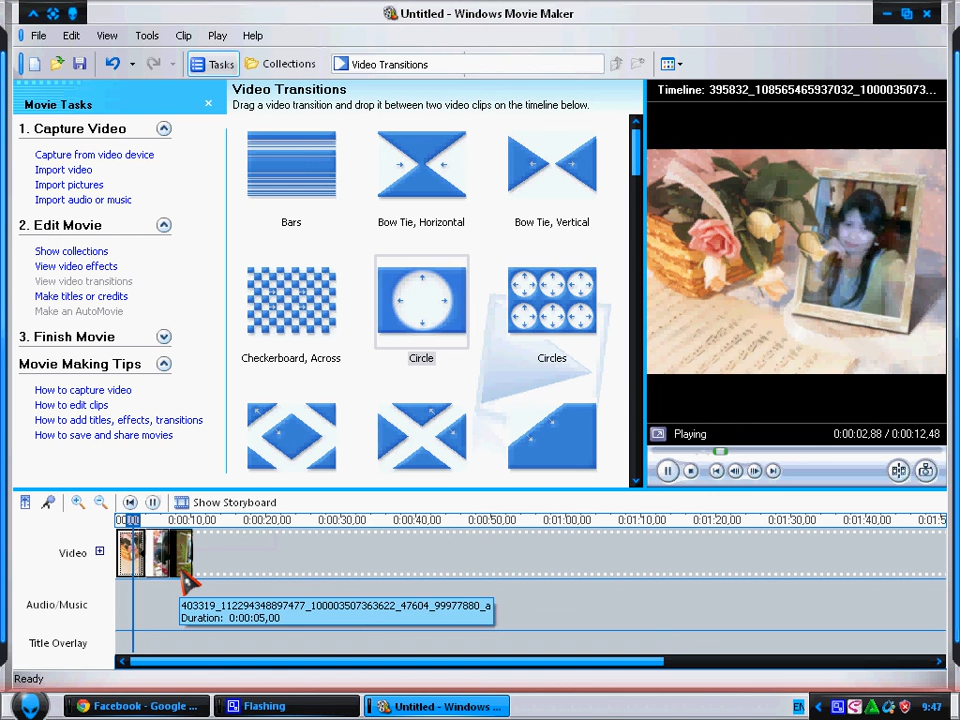 Untitled - Windows Movie Maker
File Edit View Tools Clip Play Help
Tasks Collections Video Transitions
Movie Tasks
1. Capture Video
Capture from video device
Import video
Import pictures
Import audio or music
2. Edit Movie
Show collections
View video effects
View video transitions
Make titles or credits
Make an AutoMovie
3. Finish Movie
Movie Making Tips
How to capture video
How to edit clips
How to add titles, effects, transitions
How to save and share movies
Video Transitions
Drag a video transition and drop it between two video clips on the timeline below.
Bars Bow Tie, Horizontal Bow Tie, Vertical
Checkerboard, Across Circle Circles
Timeline: 395832_108565465937032_1000035073...
Playing 0:00:02,88 / 0:00:12,48
Show Storyboard
0:00:10,00 0:00:20,00 0:00:30,00 0:00:40,00 0:00:50,00 0:01:00,00 0:01:10,00 0:01:20,00 0:01:30,00 0:01:40,00 0:01:5
Video
403319_112294348897477_100003507363622_47604_99977880_a
Duration: 0:00:05,00
Audio/Music
Title Overlay
Ready
Facebook - Google ... Flashing Untitled - Windows ... EN 9:47